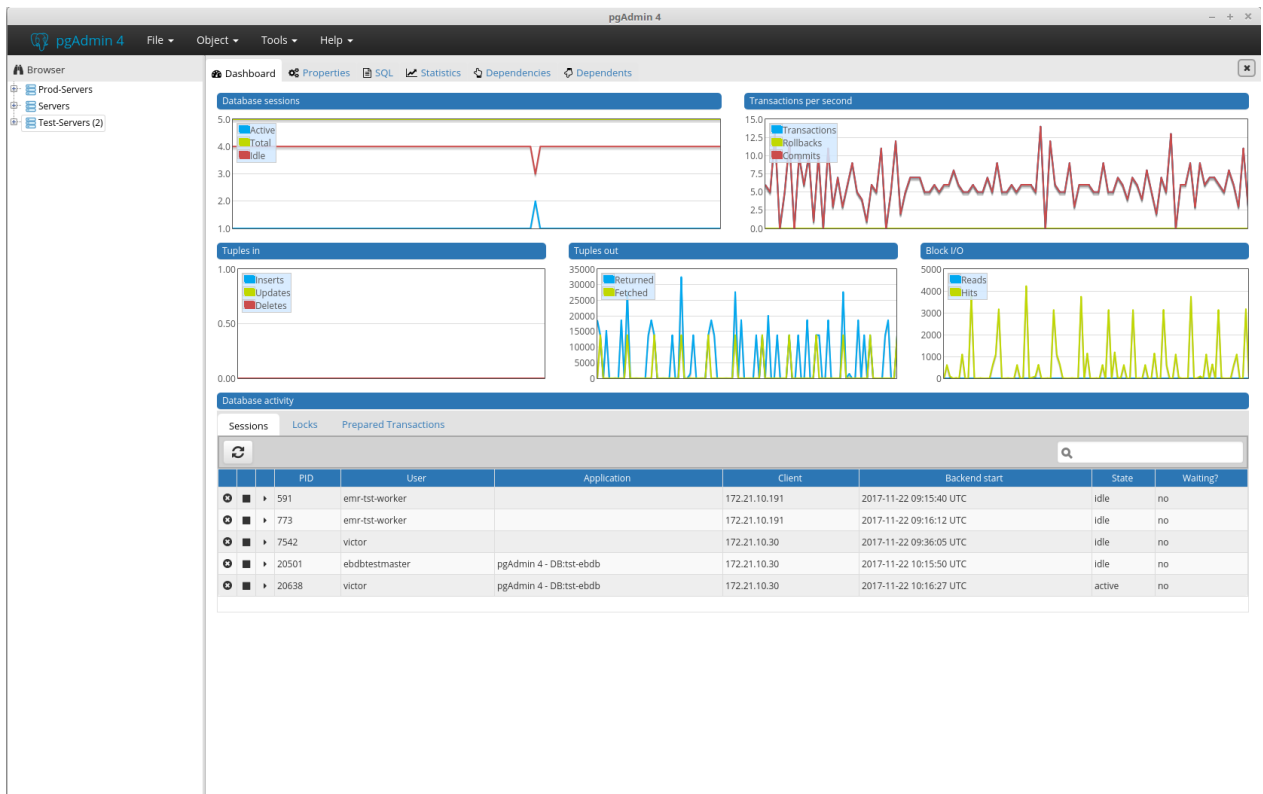 pgAdmin 4
pgAdmin 4 File Object Tools Help
Browser
Prod-Servers
Servers
Test-Servers (2)
Dashboard Properties SQL Statistics Dependencies Dependents
Database sessions
5.0
4.0
3.0
2.0
1.0
Active
Total
Idle
Transactions per second
15.0
12.5
10.0
7.5
5.0
2.5
0.0
Transactions
Rollbacks
Commits
Tuples in
1.00
0.50
0.00
Inserts
Updates
Deletes
Tuples out
35000
30000
25000
20000
15000
10000
5000
0
Returned
Fetched
Block I/O
5000
4000
3000
2000
1000
0
Reads
Hits
Database activity
Sessions Locks Prepared Transactions
PID User Application Client Backend start State Waiting?
591 emr-tst-worker 172.21.10.191 2017-11-22 09:15:40 UTC idle no
773 emr-tst-worker 172.21.10.191 2017-11-22 09:16:12 UTC idle no
7542 victor 172.21.10.30 2017-11-22 09:36:05 UTC idle no
20501 ebdbtestmaster pgAdmin 4 - DB:tst-ebdb 172.21.10.30 2017-11-22 10:15:50 UTC idle no
20638 victor pgAdmin 4 - DB:tst-ebdb 172.21.10.30 2017-11-22 10:16:27 UTC active no